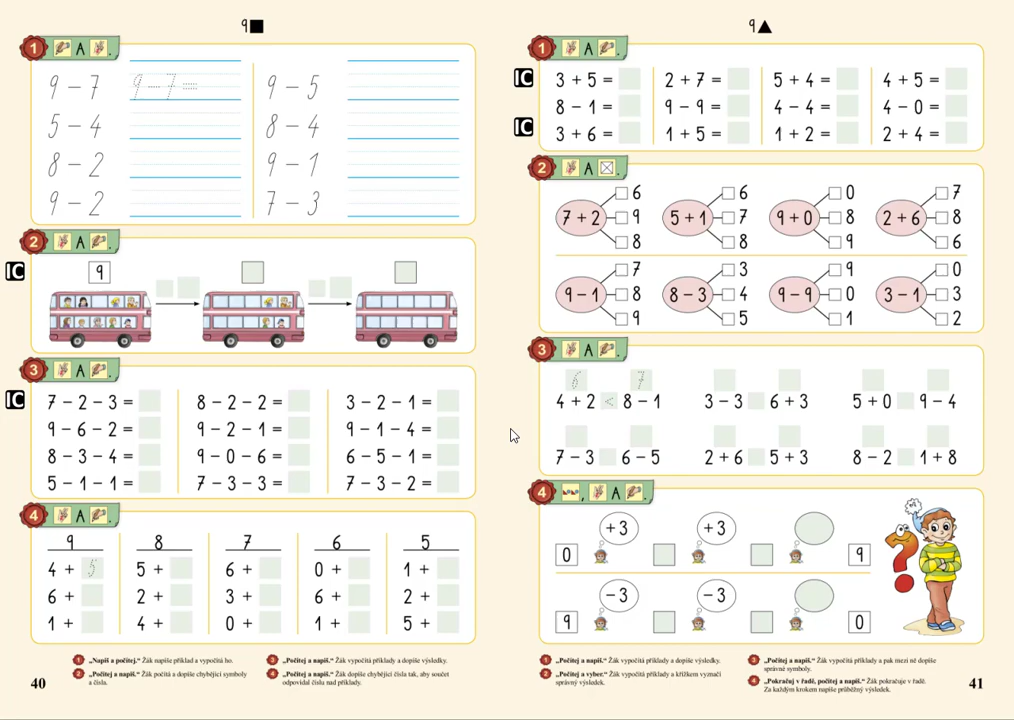 9■
1 A .
9 − 7 9−7=
5 − 4
8 − 2
9 − 2
9 − 5
8 − 4
9 − 1
7 − 3
2 A .
IC
9
3 A .
IC
7 − 2 − 3 = 8 − 2 − 2 = 3 − 2 − 1 =
9 − 6 − 2 = 9 − 2 − 1 = 9 − 1 − 4 =
8 − 3 − 4 = 9 − 0 − 6 = 6 − 5 − 1 =
5 − 1 − 1 = 7 − 3 − 3 = 7 − 3 − 2 =
4 A .
9 8 7 6 5
4 + 5 5 + 6 + 0 + 1 +
6 + 2 + 3 + 6 + 2 +
1 + 4 + 0 + 1 + 5 +
1 „Napiš a počítej.“ Žák napíše příklad a vypočítá ho.
2 „Počítej a napiš.“ Žák počítá a dopíše chybějící symboly
a čísla.
3 „Počítej a napiš.“ Žák vypočítá příklady a dopíše výsledky.
4 „Počítej a napiš.“ Žák dopíše chybějící čísla tak, aby součet
odpovídal číslu nad příklady.
40
9▲
1 A .
IC
3 + 5 = 2 + 7 = 5 + 4 = 4 + 5 =
8 − 1 = 9 − 9 = 4 − 4 = 4 − 0 =
IC
3 + 6 = 1 + 5 = 1 + 2 = 2 + 4 =
2 A .
7 + 2 6 9 8
5 + 1 6 7 8
9 + 0 0 8 9
2 + 6 7 8 6
9 − 1 7 8 9
8 − 3 3 4 5
9 − 9 9 0 1
3 − 1 0 3 2
3 A .
6 7
4 + 2 < 8 − 1 3 − 3 6 + 3 5 + 0 9 − 4
7 − 3 6 − 5 2 + 6 5 + 3 8 − 2 1 + 8
4 , A .
+ 3 + 3
0 9
− 3 − 3
9 0
?
1 „Počítej a napiš.“ Žák vypočítá příklady a dopíše výsledky.
2 „Počítej a vyber.“ Žák vypočítá příklady a křížkem vyznačí
správný výsledek.
3 „Počítej a napiš.“ Žák vypočítá příklady a pak mezi ně dopíše
správné symboly.
4 „Pokračuj v řadě, počítej a napiš.“ Žák pokračuje v řadě.
Za každým krokem napíše průběžný výsledek.
41